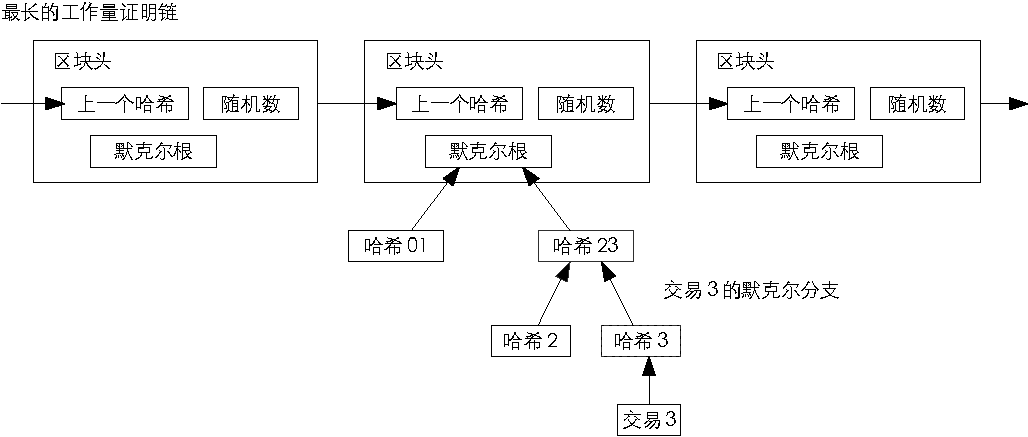 最长的工作量证明链
区块头 区块头 区块头
上一个哈希 随机数 上一个哈希 随机数 上一个哈希 随机数
默克尔根 默克尔根 默克尔根
哈希 01 哈希 23
交易 3 的默克尔分支
哈希 2 哈希 3
交易 3